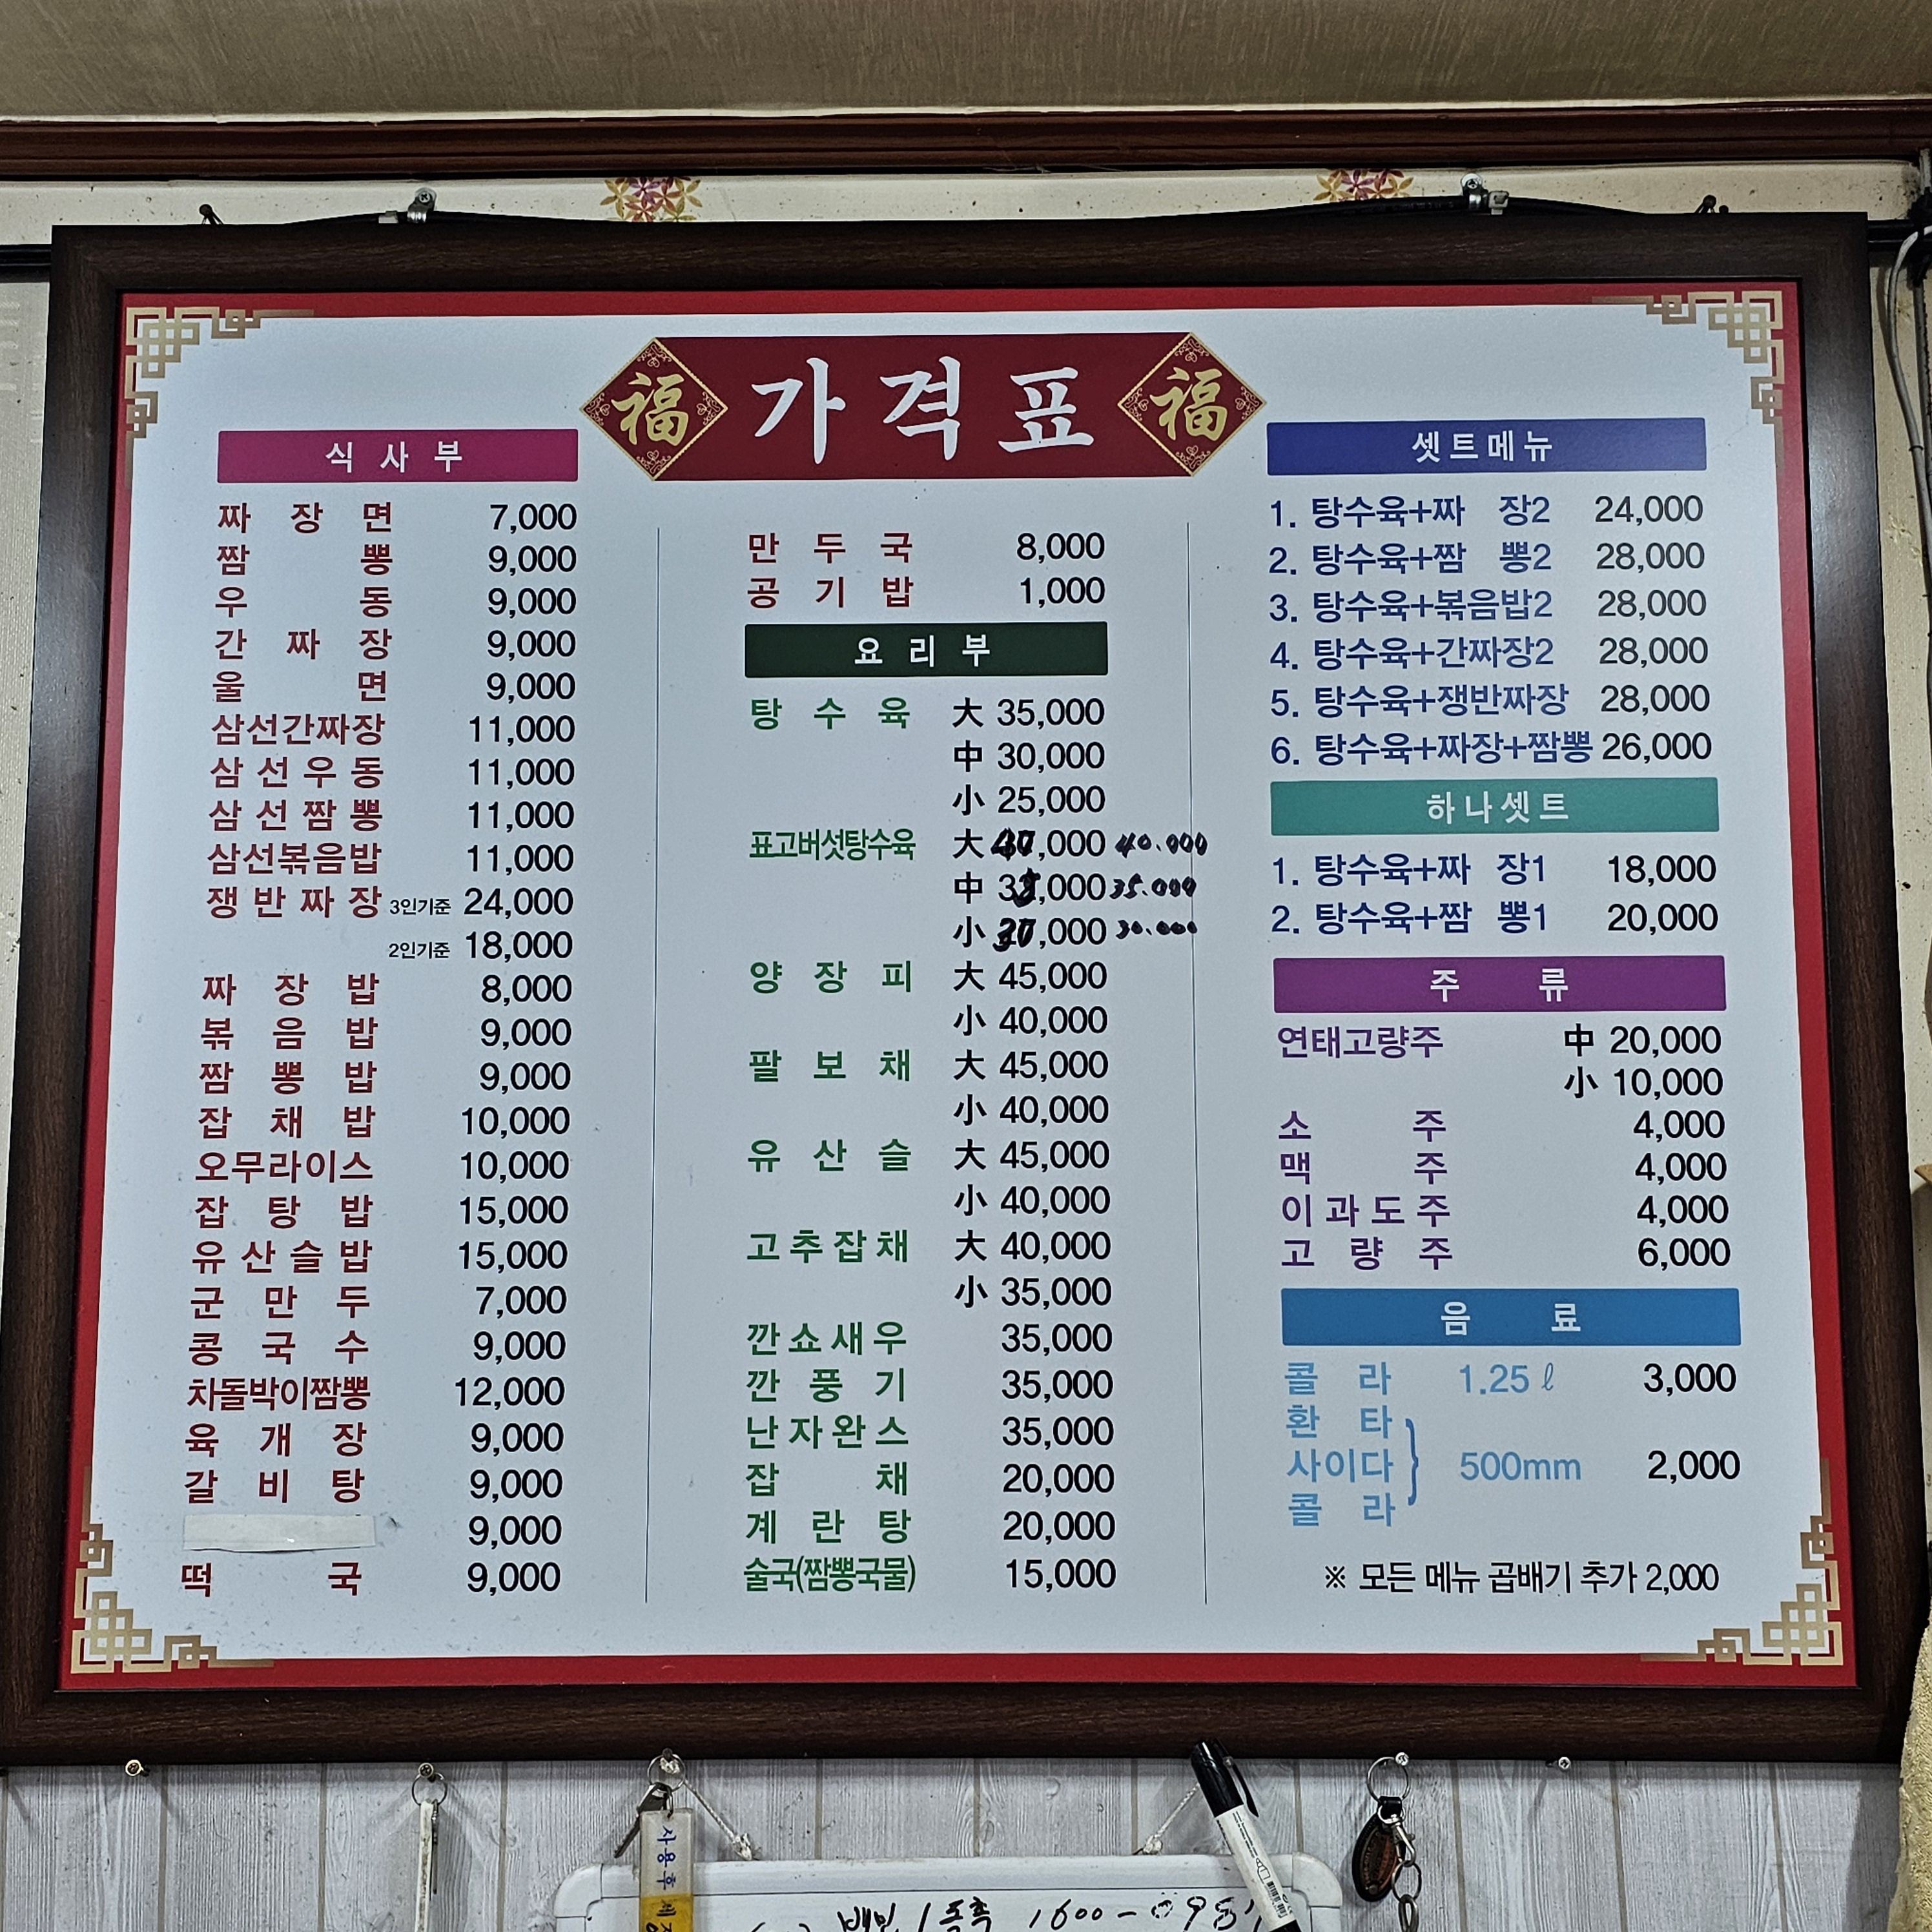 福 가격표 福
식사부
짜장면 7,000
짬뽕 9,000
우동 9,000
간짜장 9,000
울면 9,000
삼선간짜장 11,000
삼선우동 11,000
삼선짬뽕 11,000
삼선볶음밥 11,000
쟁반짜장 3인기준 24,000
2인기준 18,000
짜장밥 8,000
볶음밥 9,000
짬뽕밥 9,000
잡채밥 10,000
오무라이스 10,000
잡탕밥 15,000
유산슬밥 15,000
군만두 7,000
콩국수 9,000
차돌박이짬뽕 12,000
육개장 9,000
갈비탕 9,000
9,000
떡국 9,000
만두국 8,000
공기밥 1,000
요리부
탕수육 大 35,000
中 30,000
小 25,000
표고버섯탕수육 大 40.000
中 35.000
小 30.000
양장피 大 45,000
小 40,000
팔보채 大 45,000
小 40,000
유산슬 大 45,000
小 40,000
고추잡채 大 40,000
小 35,000
깐쇼새우 35,000
깐풍기 35,000
난자완스 35,000
잡채 20,000
계란탕 20,000
술국(짬뽕국물) 15,000
셋트메뉴
1. 탕수육+짜장2 24,000
2. 탕수육+짬뽕2 28,000
3. 탕수육+볶음밥2 28,000
4. 탕수육+간짜장2 28,000
5. 탕수육+쟁반짜장 28,000
6. 탕수육+짜장+짬뽕 26,000
하나셋트
1. 탕수육+짜장1 18,000
2. 탕수육+짬뽕1 20,000
주류
연태고량주 中 20,000
小 10,000
소주 4,000
맥주 4,000
이과도주 4,000
고량주 6,000
음료
콜라 1.25ℓ 3,000
환타
사이다 } 500mm 2,000
콜라
※ 모든 메뉴 곱배기 추가 2,000
사용후
1600-